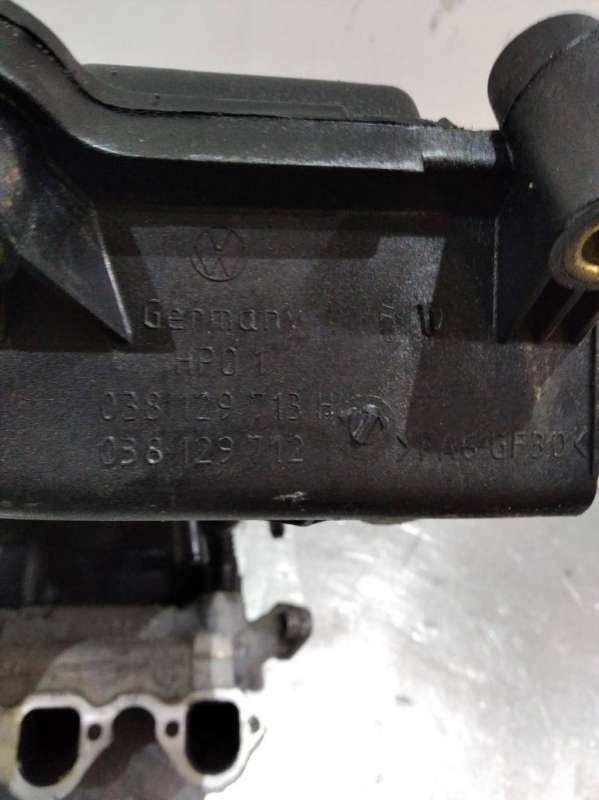 Germany
HP01
038 129 713 H
038 129 712 >PA6-GF30<